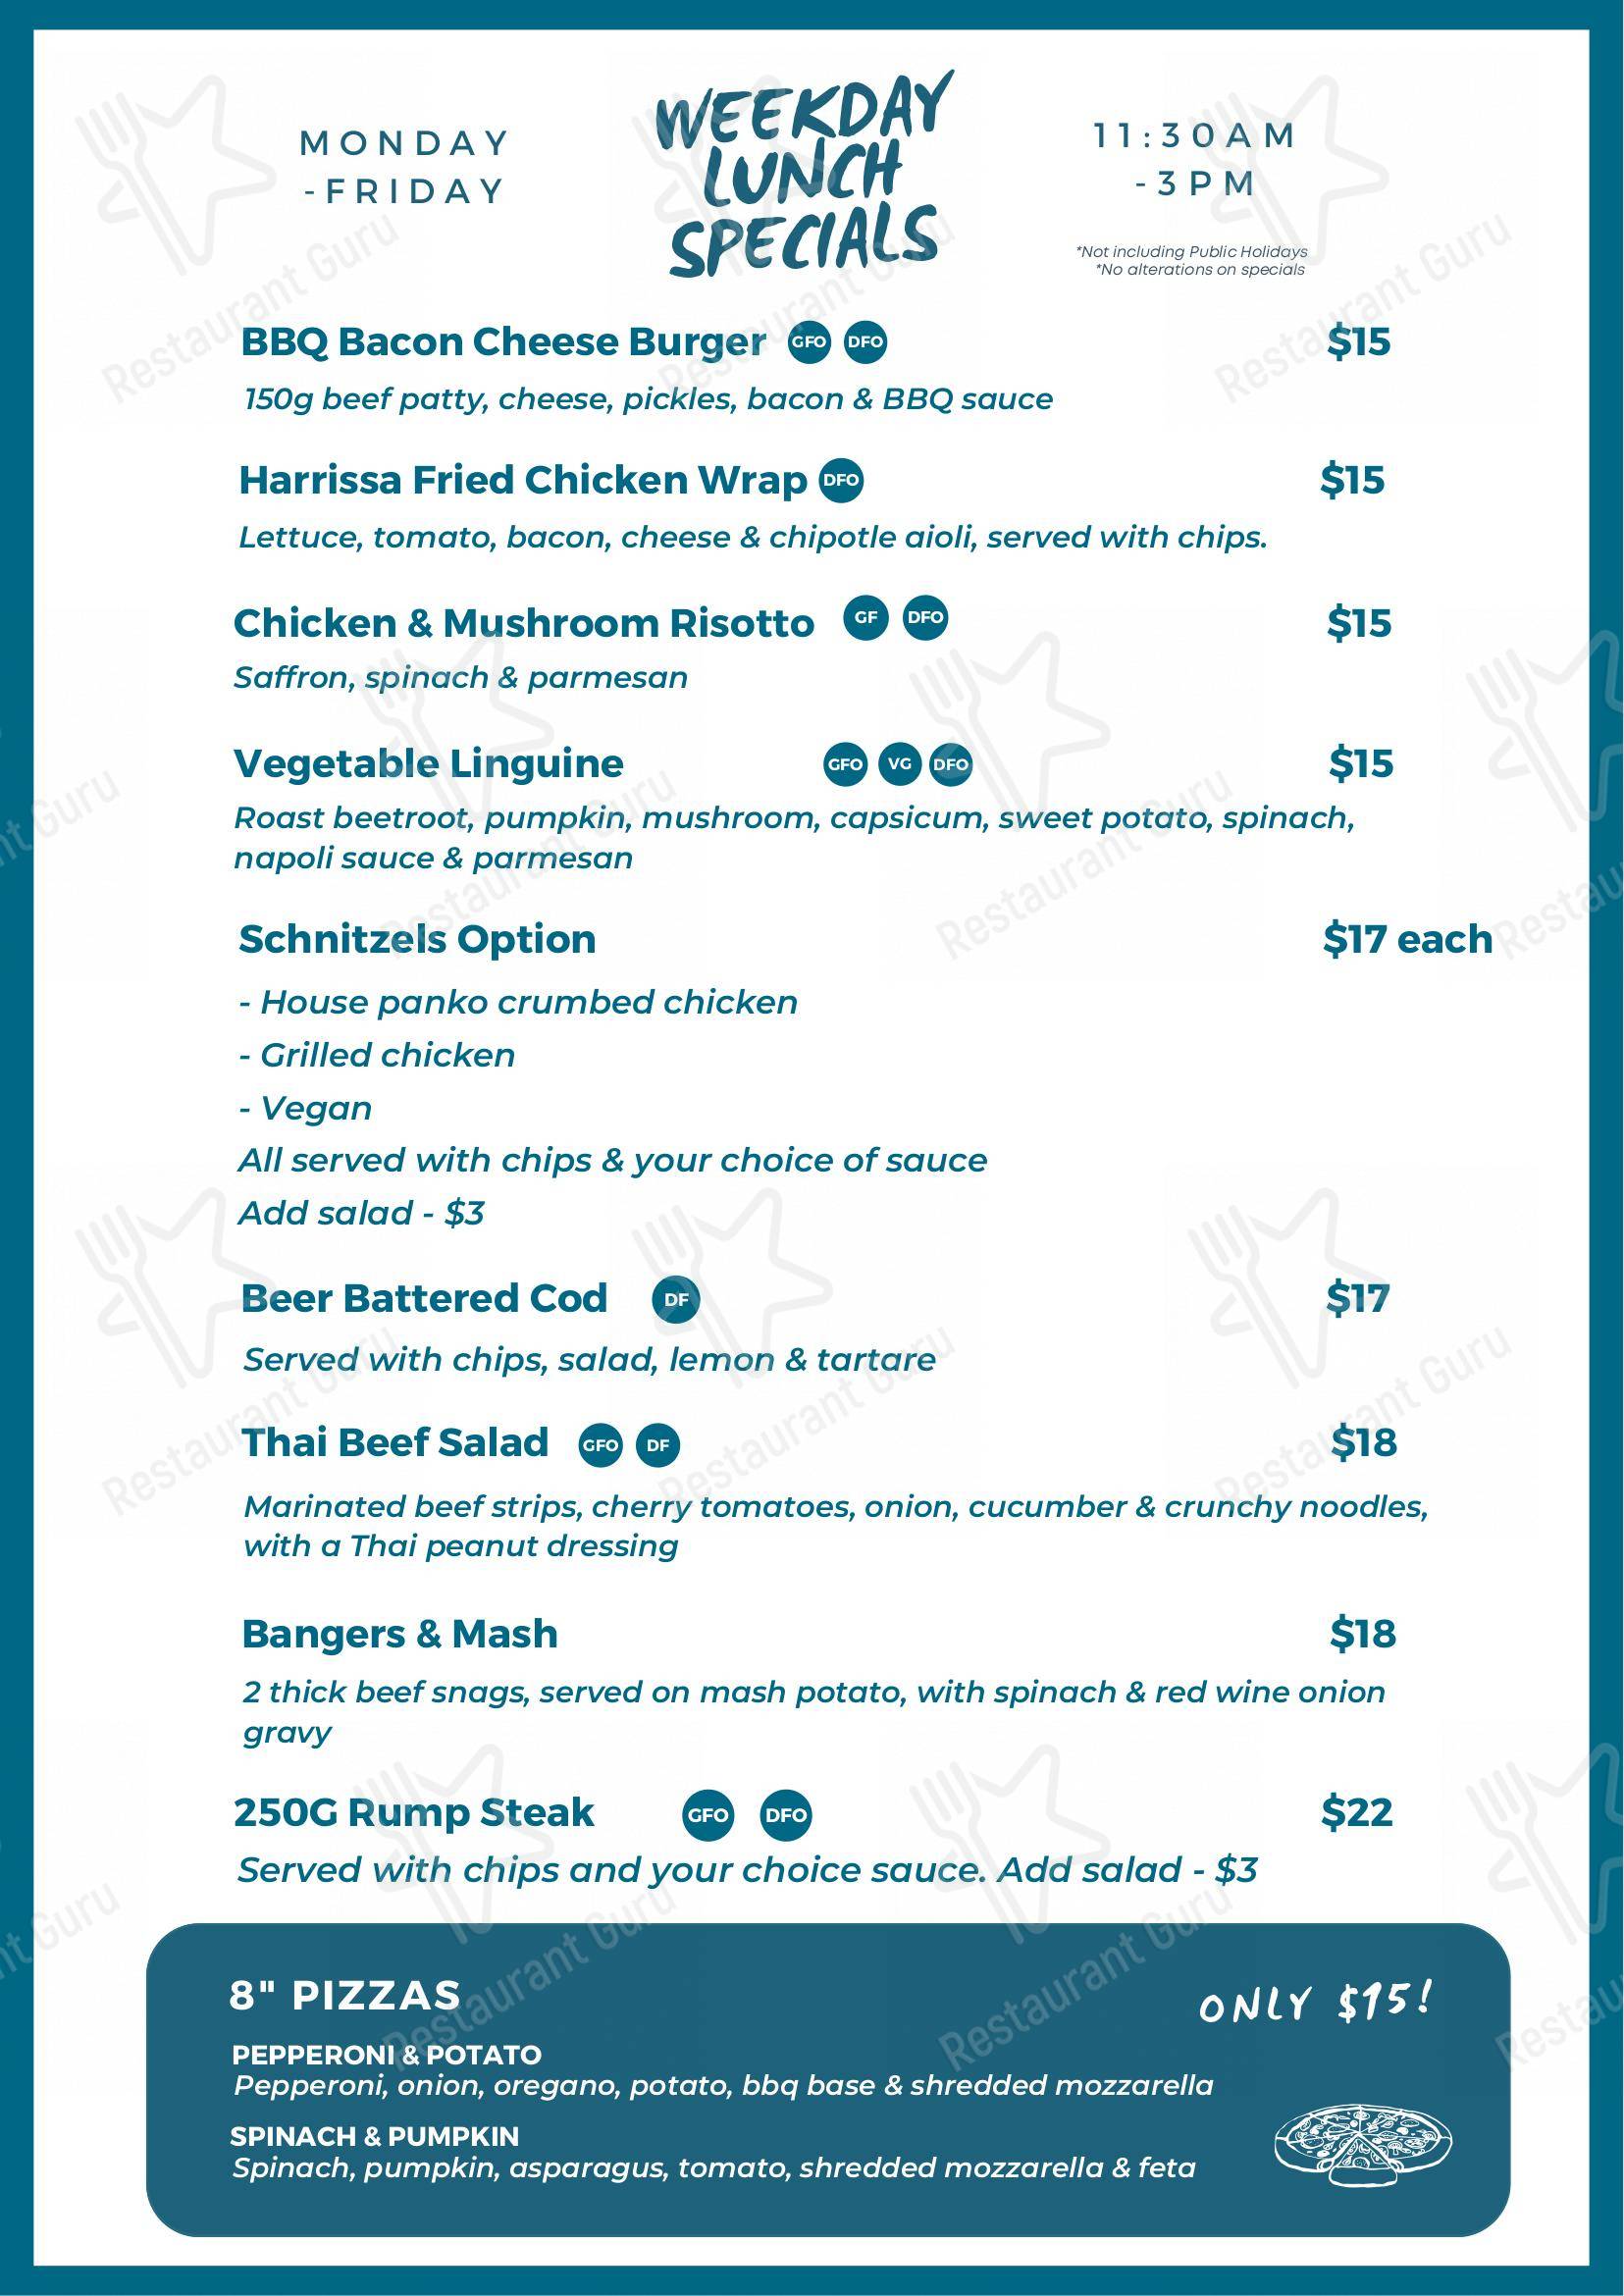 MONDAY
-FRIDAY
WEEKDAY
LUNCH
SPECIALS
11:30AM
-3PM
*Not including Public Holidays
*No alterations on specials
BBQ Bacon Cheese Burger GFO DFO $15
150g beef patty, cheese, pickles, bacon & BBQ sauce
Harrissa Fried Chicken Wrap DFO $15
Lettuce, tomato, bacon, cheese & chipotle aioli, served with chips.
Chicken & Mushroom Risotto GF DFO $15
Saffron, spinach & parmesan
Vegetable Linguine GFO VG DFO $15
Roast beetroot, pumpkin, mushroom, capsicum, sweet potato, spinach,
napoli sauce & parmesan
Schnitzels Option $17 each
- House panko crumbed chicken
- Grilled chicken
- Vegan
All served with chips & your choice of sauce
Add salad - $3
Beer Battered Cod DF $17
Served with chips, salad, lemon & tartare
Thai Beef Salad GFO DF $18
Marinated beef strips, cherry tomatoes, onion, cucumber & crunchy noodles,
with a Thai peanut dressing
Bangers & Mash $18
2 thick beef snags, served on mash potato, with spinach & red wine onion
gravy
250G Rump Steak GFO DFO $22
Served with chips and your choice sauce. Add salad - $3
8" PIZZAS ONLY $15!
PEPPERONI & POTATO
Pepperoni, onion, oregano, potato, bbq base & shredded mozzarella
SPINACH & PUMPKIN
Spinach, pumpkin, asparagus, tomato, shredded mozzarella & feta
Restaurant Guru